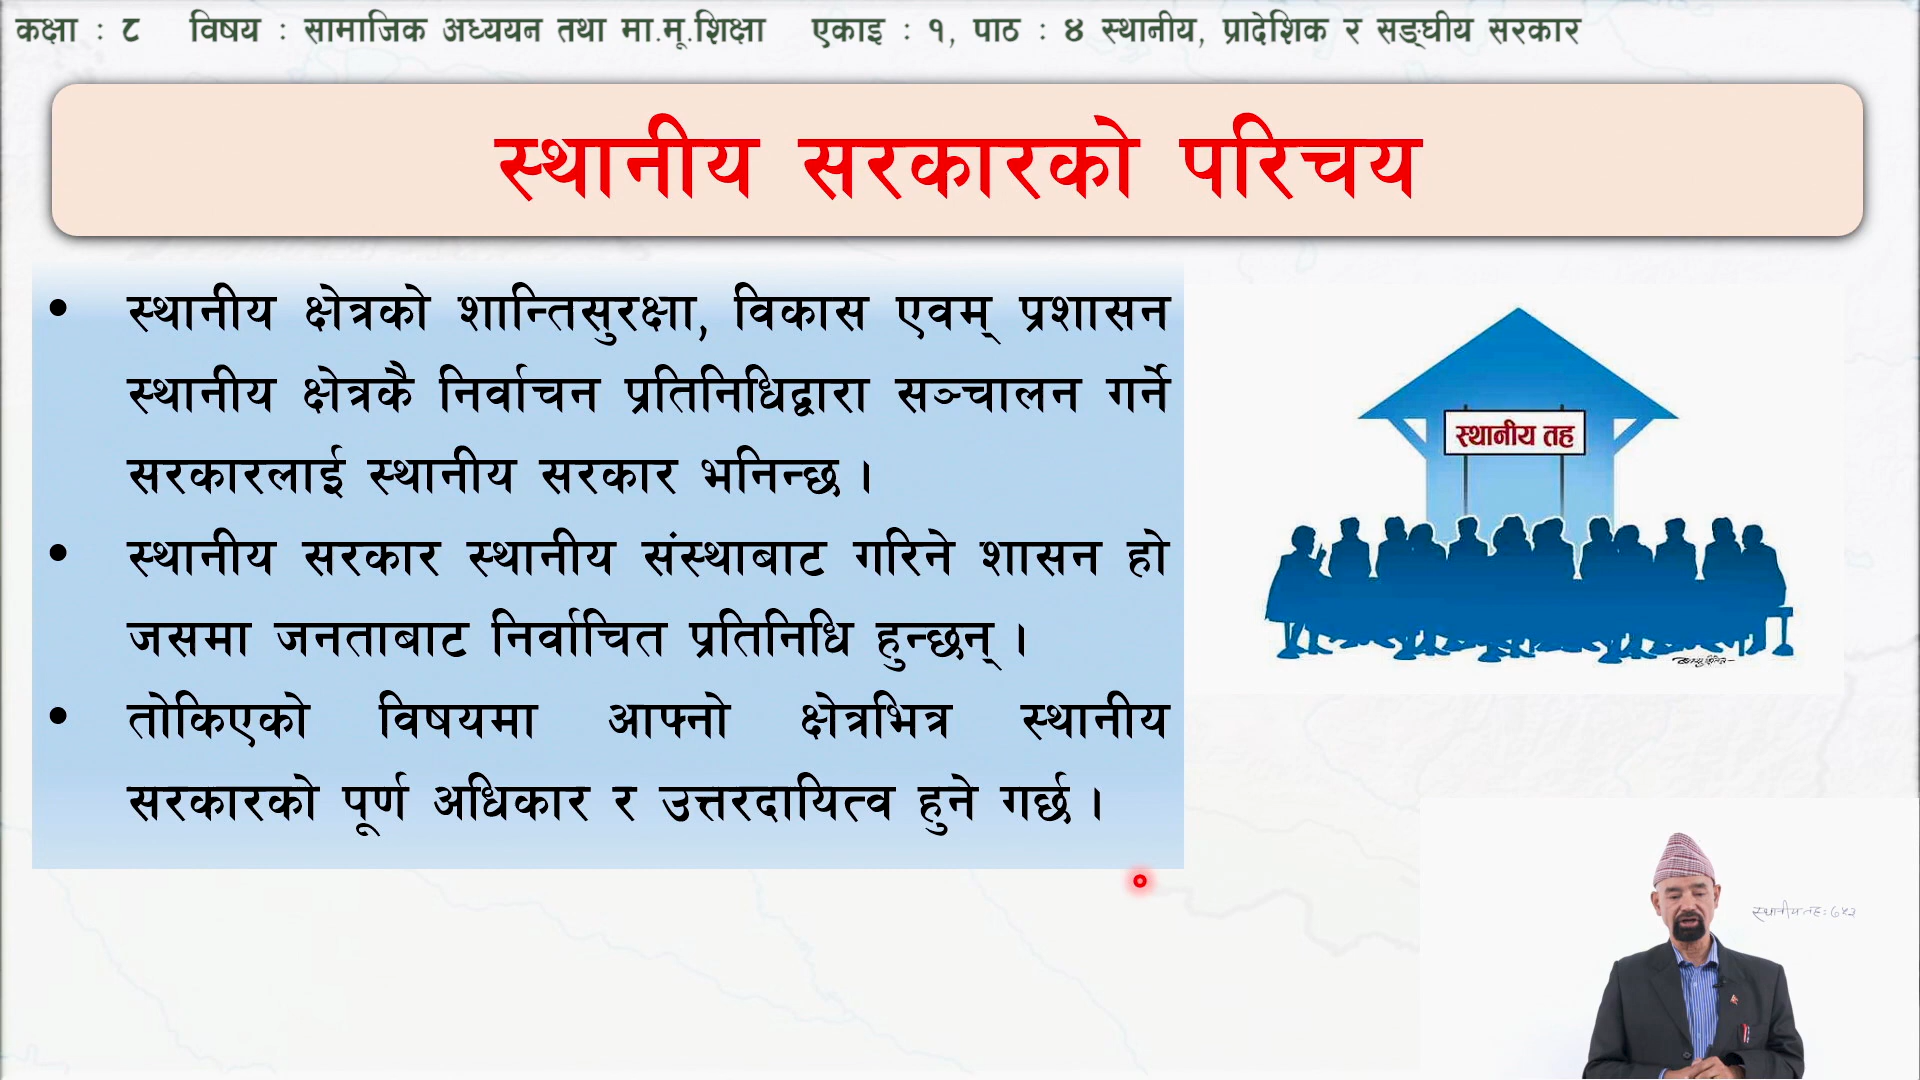 कक्षा : ८ विषय : सामाजिक अध्ययन तथा मा.मू.शिक्षा एकाइ : १, पाठ : ४ स्थानीय, प्रादेशिक र सङ्घीय सरकार
स्थानीय सरकारको परिचय
• स्थानीय क्षेत्रको शान्तिसुरक्षा, विकास एवम् प्रशासन
स्थानीय क्षेत्रकै निर्वाचन प्रतिनिधिद्वारा सञ्चालन गर्ने
सरकारलाई स्थानीय सरकार भनिन्छ ।
• स्थानीय सरकार स्थानीय संस्थाबाट गरिने शासन हो
जसमा जनताबाट निर्वाचित प्रतिनिधि हुन्छन् ।
• तोकिएको विषयमा आफ्नो क्षेत्रभित्र स्थानीय
सरकारको पूर्ण अधिकार र उत्तरदायित्व हुने गर्छ ।
स्थानीय तह
स्थानीय तह: ७५३